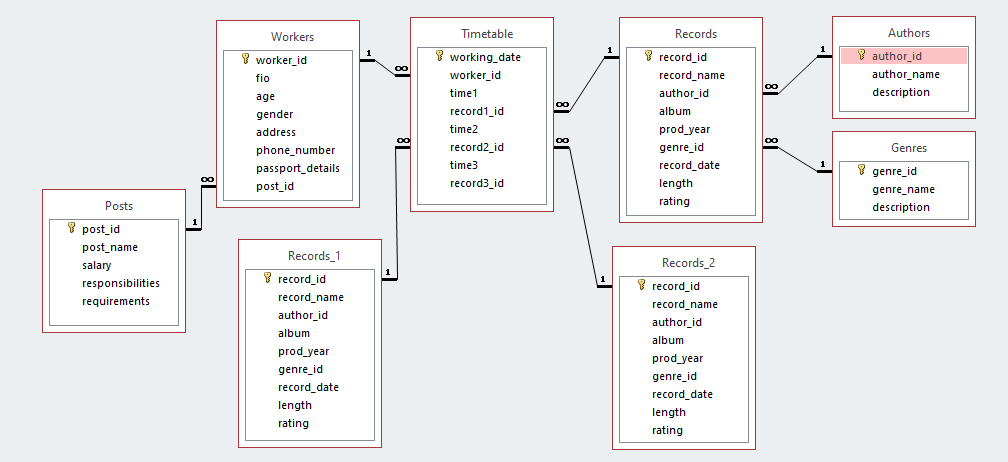 Workers
worker_id
fio
age
gender
address
phone_number
passport_details
post_id
Timetable
working_date
worker_id
time1
record1_id
time2
record2_id
time3
record3_id
Records
record_id
record_name
author_id
album
prod_year
genre_id
record_date
length
rating
Authors
author_id
author_name
description
Genres
genre_id
genre_name
description
Posts
post_id
post_name
salary
responsibilities
requirements
Records_1
record_id
record_name
author_id
album
prod_year
genre_id
record_date
length
rating
Records_2
record_id
record_name
author_id
album
prod_year
genre_id
record_date
length
rating
1
∞
1
∞
1
∞
1
∞
1
∞
1
∞
1
∞